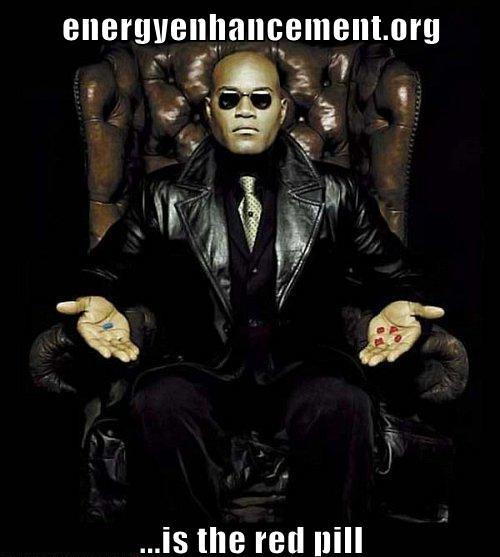 energyenhancement.org
...is the red pill